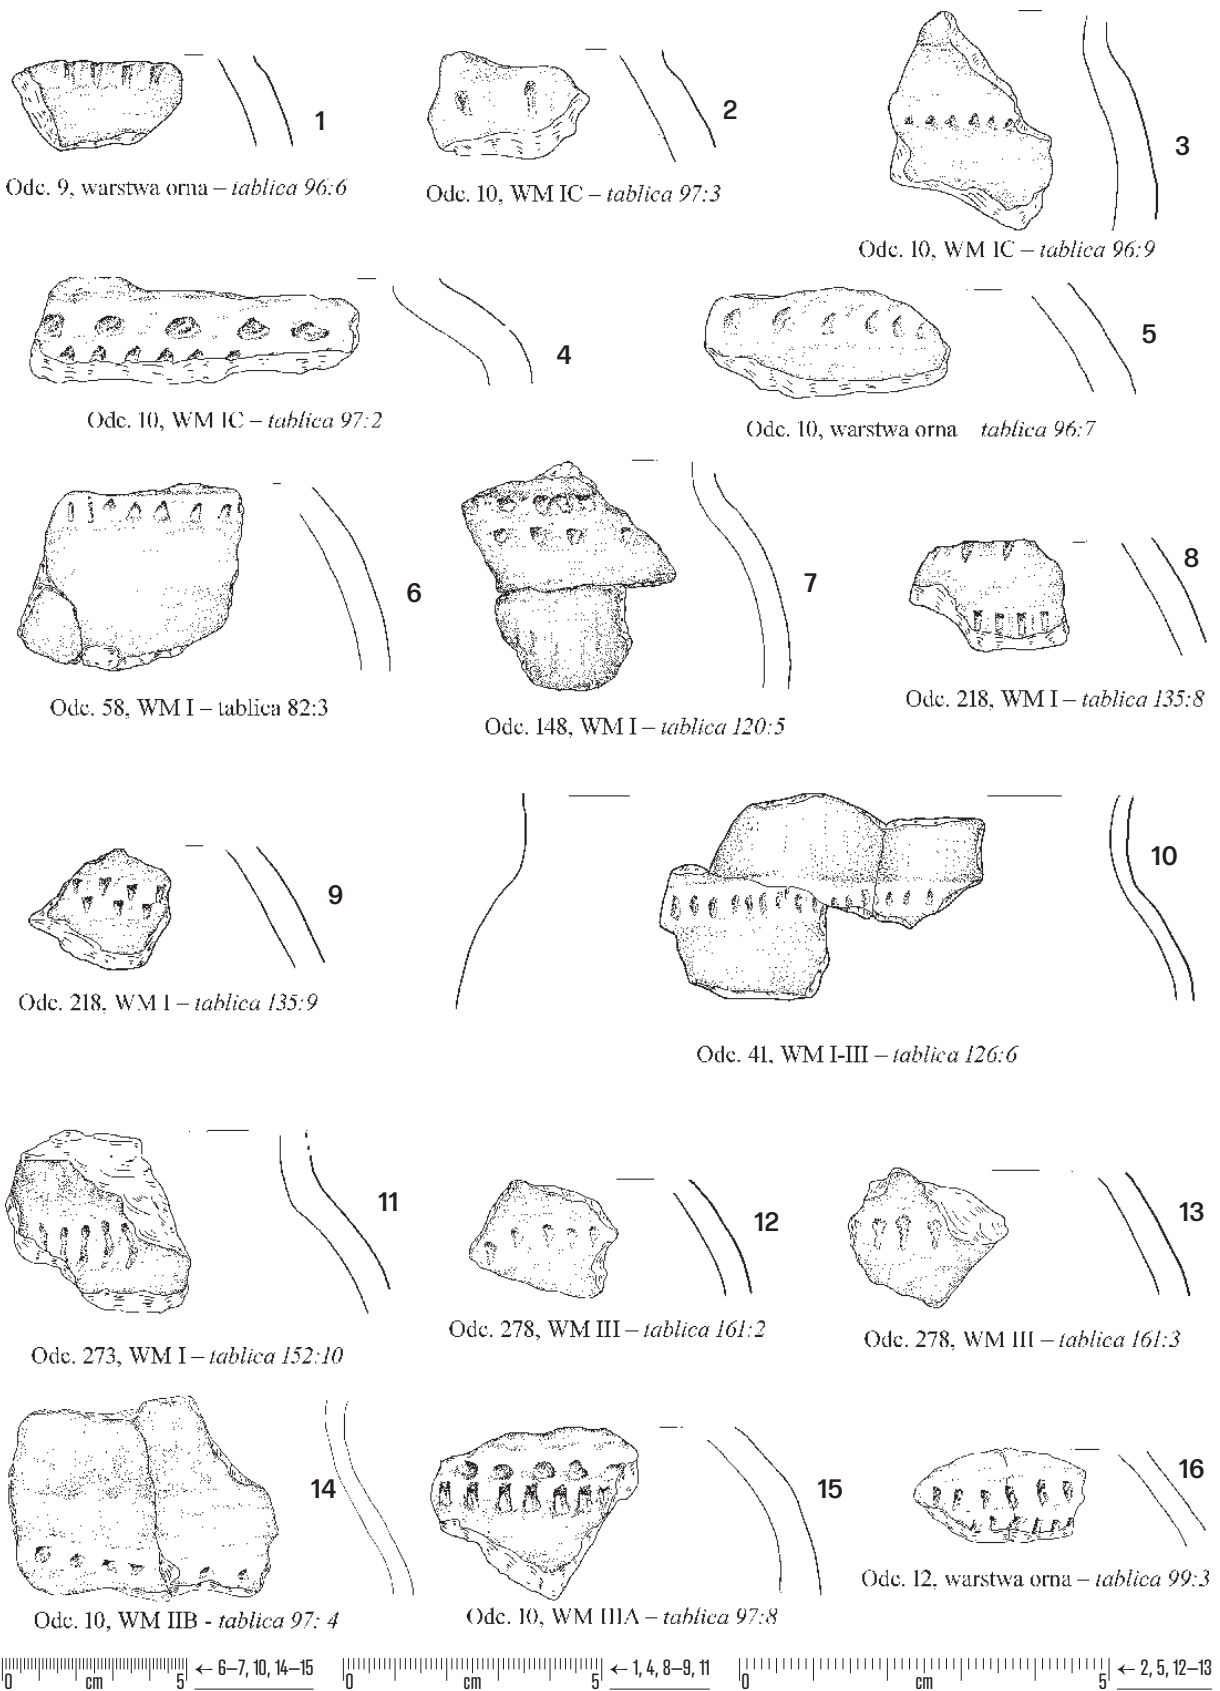 1
Odc. 9, warstwa orna – tablica 96:6
2
Odc. 10, WM IC – tablica 97:3
3
Odc. 10, WM IC – tablica 96:9
4
Odc. 10, WM IC – tablica 97:2
5
Odc. 10, warstwa orna tablica 96:7
6
Odc. 58, WM I – tablica 82:3
7
Odc. 148, WM I – tablica 120:5
8
Odc. 218, WM I – tablica 135:8
9
Odc. 218, WM I – tablica 135:9
10
Odc. 41, WM I-III – tablica 126:6
11
Odc. 273, WM I – tablica 152:10
12
Odc. 278, WM III – tablica 161:2
13
Odc. 278, WM III – tablica 161:3
14
Odc. 10, WM IIB - tablica 97: 4
15
Odc. 10, WM IIIA – tablica 97:8
16
Odc. 12, warstwa orna – tablica 99:3
0 cm 5 ← 6–7, 10, 14–15
0 cm 5 ← 1, 4, 8–9, 11
0 cm 5 ← 2, 5, 12–13